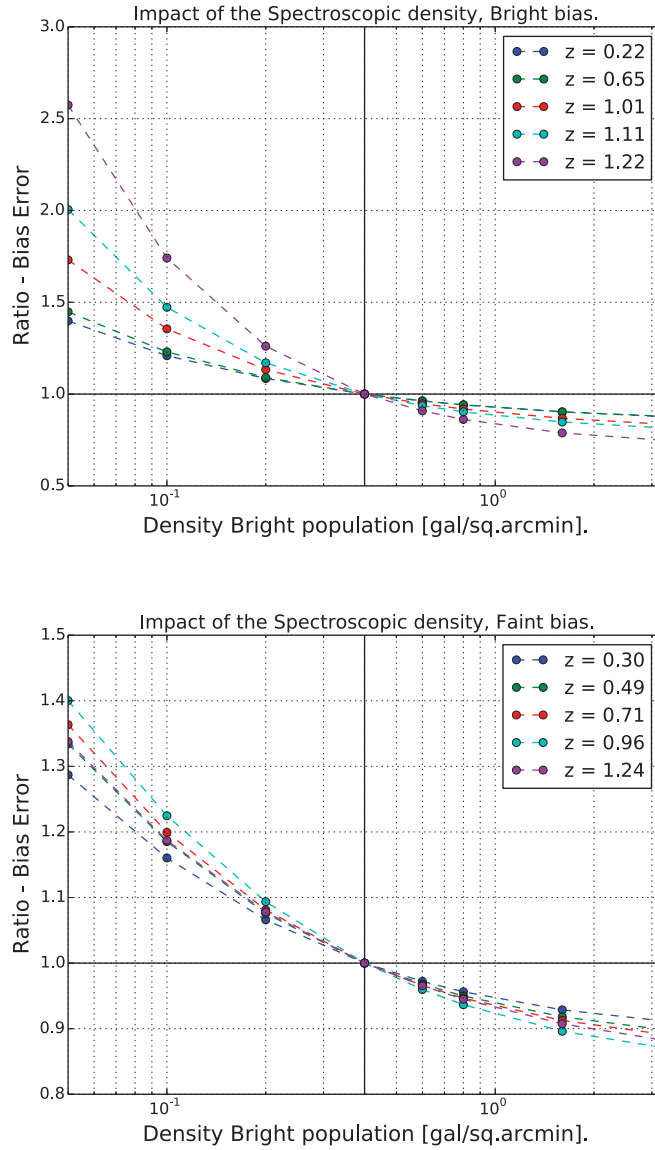 Impact of the Spectroscopic density, Bright bias.
3.0
2.5
2.0
1.5
1.0
0.5
Ratio - Bias Error
z = 0.22
z = 0.65
z = 1.01
z = 1.11
z = 1.22
10⁻¹ 10⁰
Density Bright population [gal/sq.arcmin].
Impact of the Spectroscopic density, Faint bias.
1.5
1.4
1.3
1.2
1.1
1.0
0.9
0.8
Ratio - Bias Error
z = 0.30
z = 0.49
z = 0.71
z = 0.96
z = 1.24
10⁻¹ 10⁰
Density Bright population [gal/sq.arcmin].